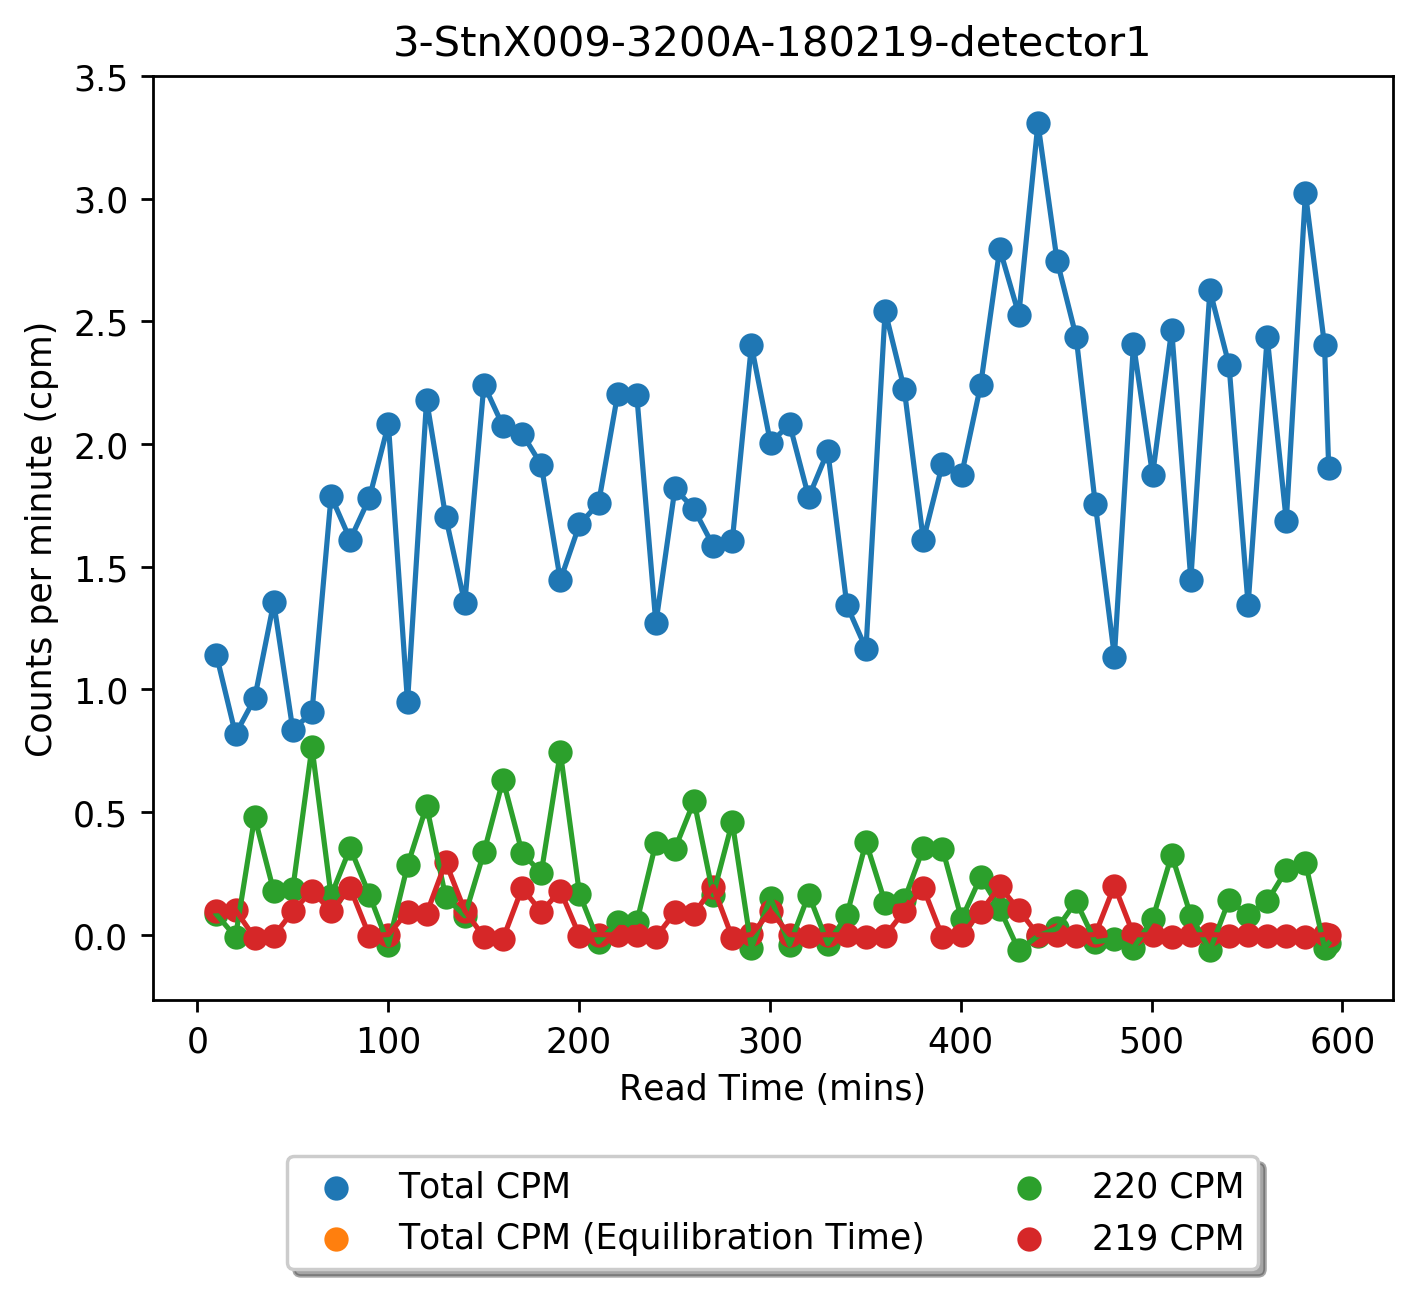 3-StnX009-3200A-180219-detector1
3.5
3.0
2.5
2.0
1.5
1.0
0.5
0.0
Counts per minute (cpm)
0 100 200 300 400 500 600
Read Time (mins)
Total CPM
Total CPM (Equilibration Time)
220 CPM
219 CPM